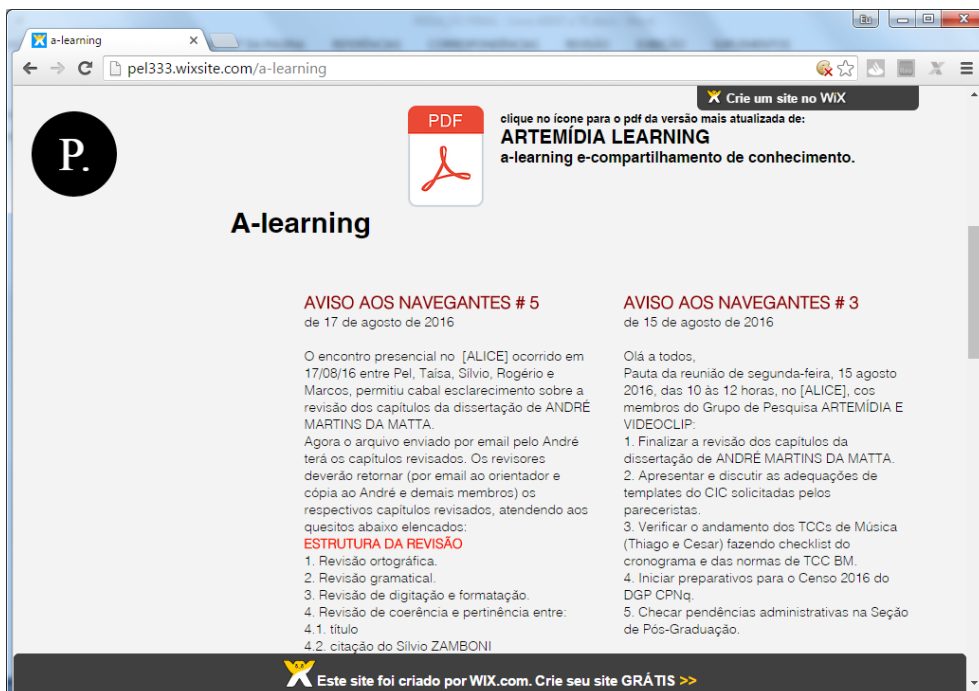 Eu
a-learning
pel333.wixsite.com/a-learning
Crie um site no WiX
P.
PDF
clique no ícone para o pdf da versão mais atualizada de:
ARTEMÍDIA LEARNING
a-learning e-compartilhamento de conhecimento.
A-learning
AVISO AOS NAVEGANTES # 5
de 17 de agosto de 2016
O encontro presencial no [ALICE] ocorrido em
17/08/16 entre Pel, Taísa, Sílvio, Rogério e
Marcos, permitiu cabal esclarecimento sobre a
revisão dos capítulos da dissertação de ANDRÉ
MARTINS DA MATTA.
Agora o arquivo enviado por email pelo André
terá os capítulos revisados. Os revisores
deverão retornar (por email ao orientador e
cópia ao André e demais membros) os
respectivos capítulos revisados, atendendo aos
quesitos abaixo elencados:
ESTRUTURA DA REVISÃO
1. Revisão ortográfica.
2. Revisão gramatical.
3. Revisão de digitação e formatação.
4. Revisão de coerência e pertinência entre:
4.1. título
4.2. citação do Sílvio ZAMBONI
AVISO AOS NAVEGANTES # 3
de 15 de agosto de 2016
Olá a todos,
Pauta da reunião de segunda-feira, 15 agosto
2016, das 10 às 12 horas, no [ALICE], cos
membros do Grupo de Pesquisa ARTEMÍDIA E
VIDEOCLIP:
1. Finalizar a revisão dos capítulos da
dissertação de ANDRÉ MARTINS DA MATTA.
2. Apresentar e discutir as adequações de
templates do CIC solicitadas pelos
pareceristas.
3. Verificar o andamento dos TCCs de Música
(Thiago e Cesar) fazendo checklist do
cronograma e das normas de TCC BM.
4. Iniciar preparativos para o Censo 2016 do
DGP CPNq.
5. Checar pendências administrativas na Seção
de Pós-Graduação.
Este site foi criado por WIX.com. Crie seu site GRÁTIS >>